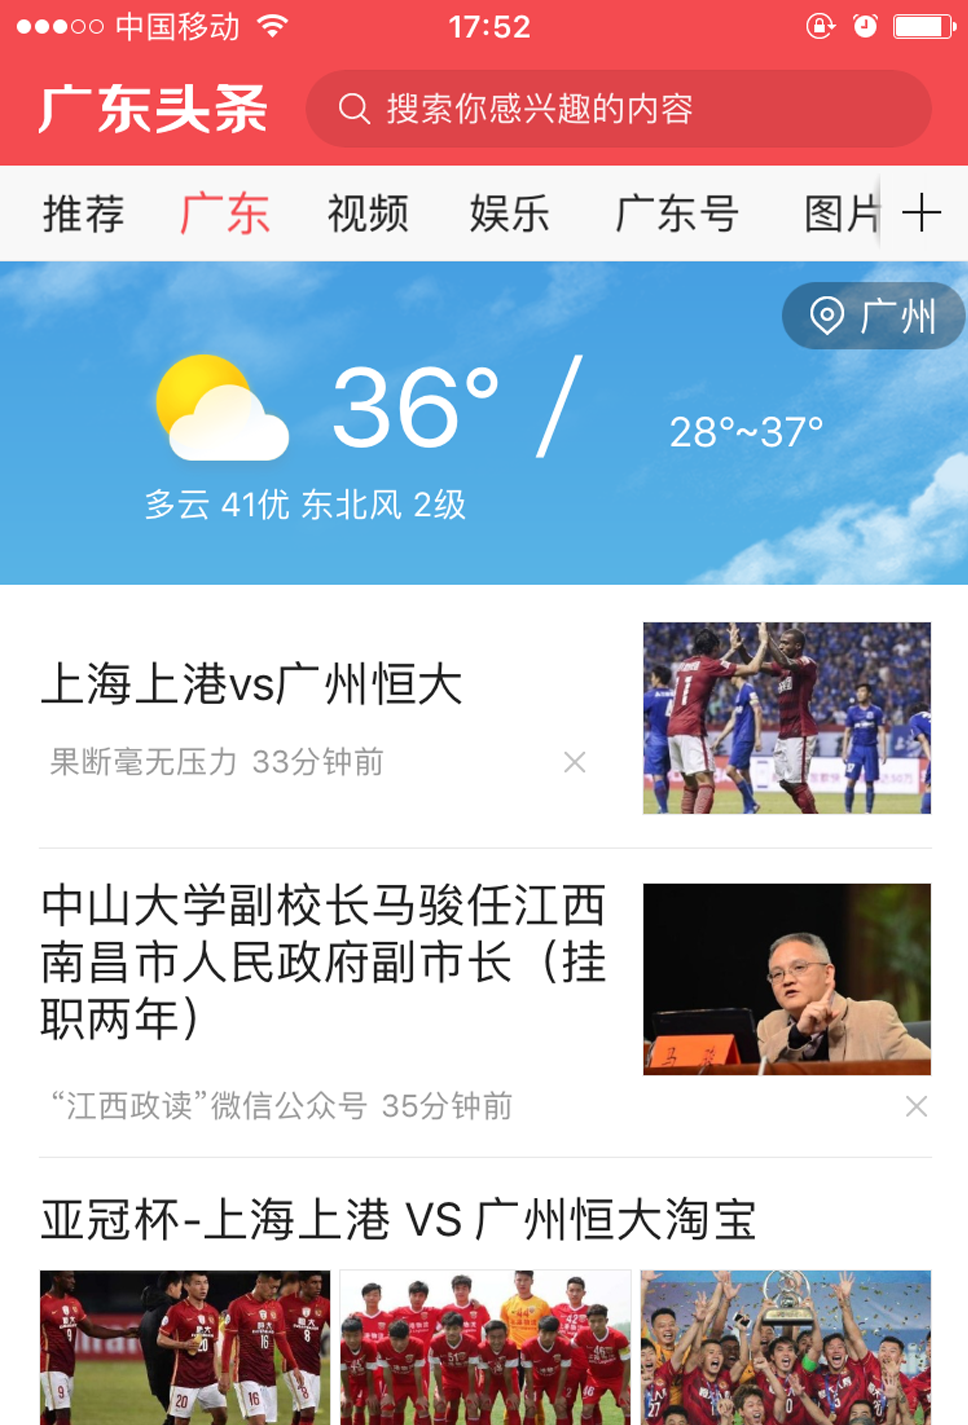 中国移动 17:52
广东头条 搜索你感兴趣的内容
推荐 广东 视频 娱乐 广东号 图片
广州
36° / 28°~37°
多云 41优 东北风 2级
上海上港vs广州恒大
果断毫无压力 33分钟前
中山大学副校长马骏任江西
南昌市人民政府副市长（挂
职两年）
马 骏
“江西政读”微信公众号 35分钟前
亚冠杯-上海上港 VS 广州恒大淘宝